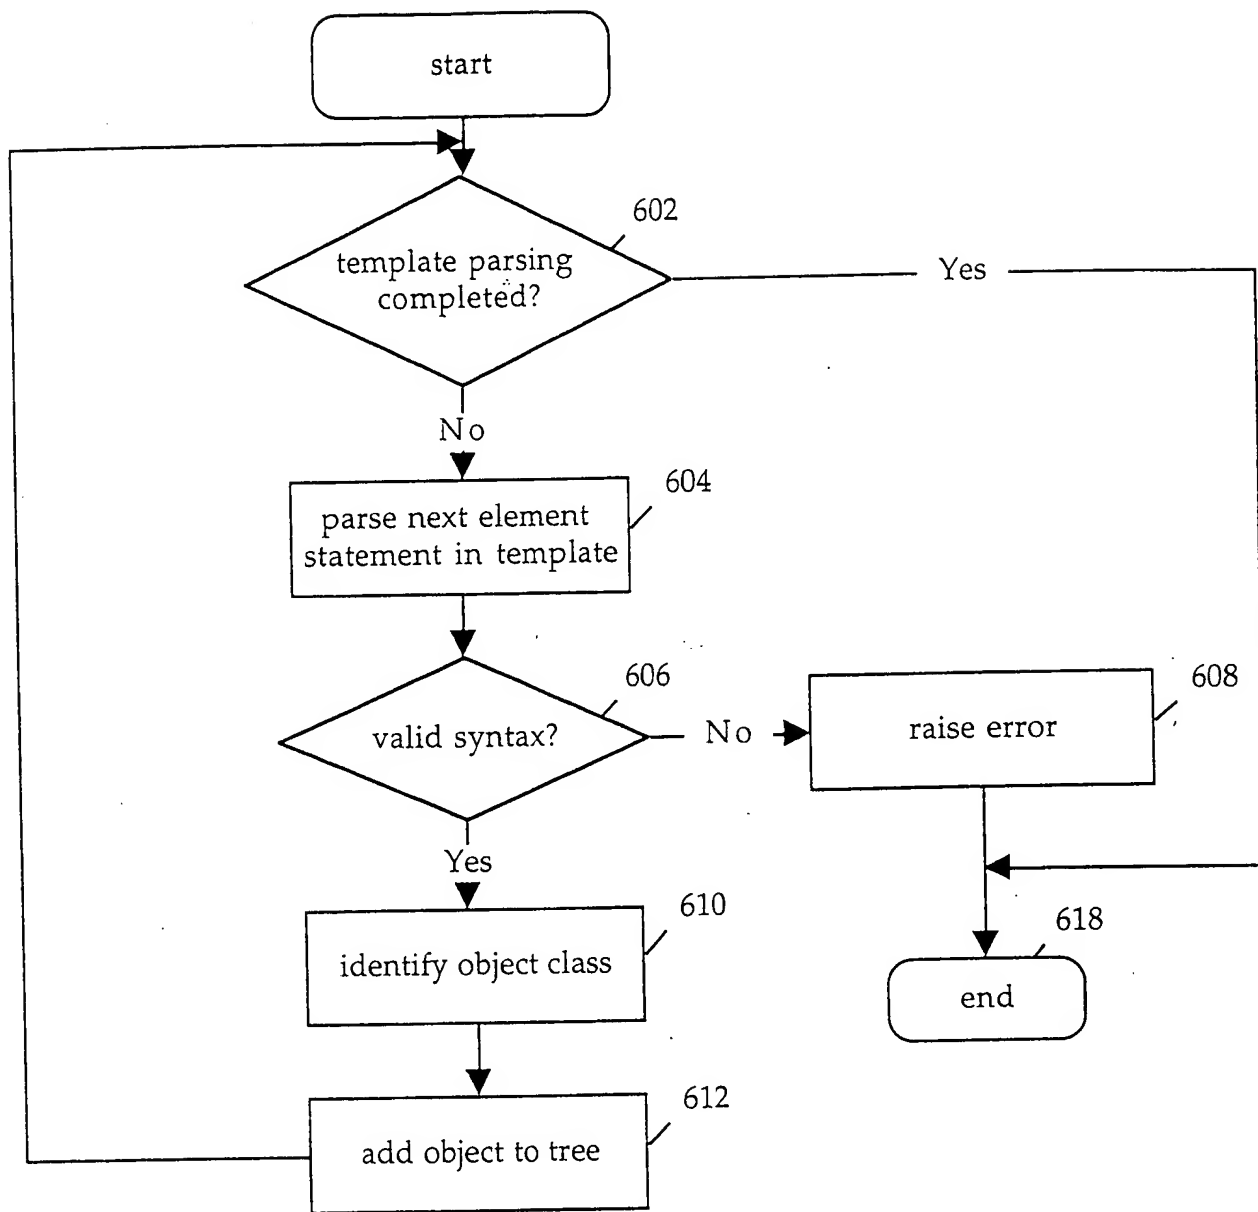 start
602
template parsing
completed?
Yes
No
604
parse next element
statement in template
606
valid syntax?
No
608
raise error
Yes
610
identify object class
618
end
612
add object to tree